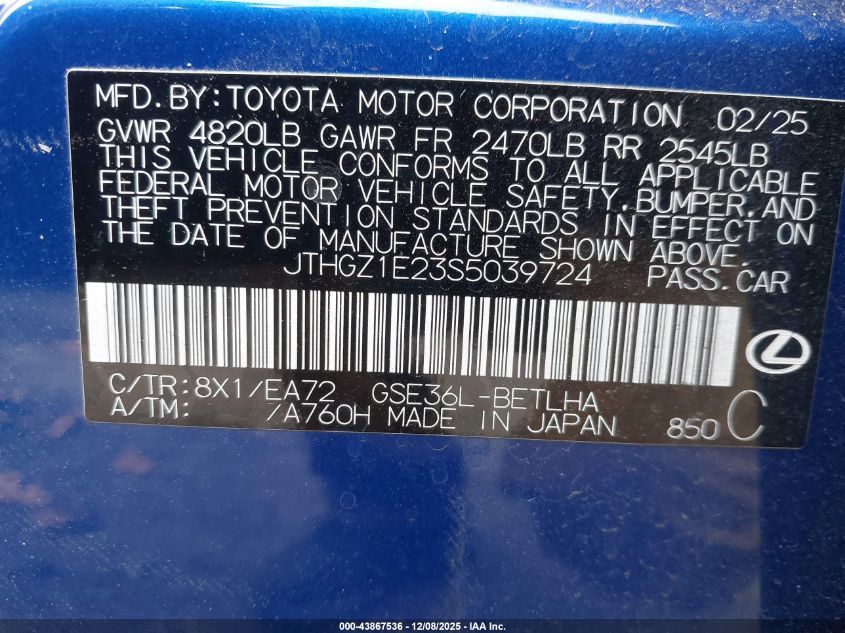 MFD.BY:TOYOTA MOTOR CORPORATION 02/25
GVWR 4820LB GAWR FR 2470LB RR 2545LB
THIS VEHICLE CONFORMS TO ALL APPLICABLE
FEDERAL MOTOR VEHICLE SAFETY,BUMPER,AND
THEFT PREVENTION STANDARDS IN EFFECT ON
THE DATE OF MANUFACTURE SHOWN ABOVE.
JTHGZ1E23S5039724 PASS.CAR
C/TR:8X1/EA72 GSE36L-BETLHA
A/TM: /A760H MADE IN JAPAN 850 C
000-43867536 | 12/08/2025 - IAA Inc.